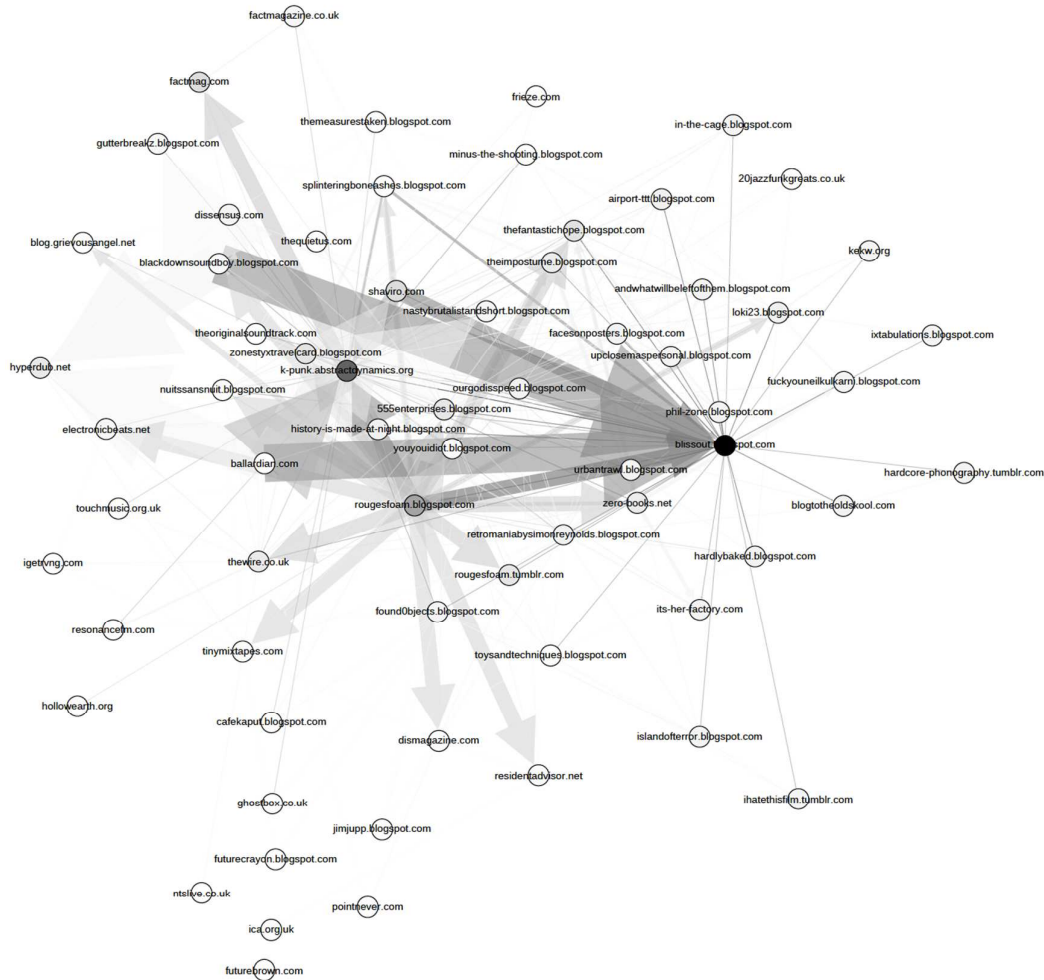 factmagazine.co.uk
factmag.com
frieze.com
themeasurestaken.blogspot.com
in-the-cage.blogspot.com
gutterbreakz.blogspot.com
minus-the-shooting.blogspot.com
20jazzfunkgreats.co.uk
splinteringboneashes.blogspot.com
airport-ttt.blogspot.com
dissensus.com
thefantastichope.blogspot.com
blog.grievousangel.net
thequietus.com
kekw.org
blackdownsoundboy.blogspot.com
theimpostume.blogspot.com
shaviro.com
andwhatwillbeleftofthem.blogspot.com
nastybrutalistandshort.blogspot.com
loki23.blogspot.com
theoriginalsoundtrack.com
facesonposters.blogspot.com
ixtabulations.blogspot.com
zonestyxtravelcard.blogspot.com
upclosemaspersonal.blogspot.com
hyperdub.net
k-punk.abstractdynamics.org
nuitssansnuit.blogspot.com
ourgodisspeed.blogspot.com
fuckyouneilkulkarni.blogspot.com
555enterprises.blogspot.com
phil-zone.blogspot.com
electronicbeats.net
history-is-made-at-night.blogspot.com
youyouidiot.blogspot.com
blissout.blogspot.com
ballardian.com
urbantrawl.blogspot.com
hardcore-phonography.tumblr.com
touchmusic.org.uk
rougesfoam.blogspot.com
zero-books.net
blogtotheoldskool.com
retromaniabysimonreynolds.blogspot.com
igetrvng.com
thewire.co.uk
hardlybaked.blogspot.com
rougesfoam.tumblr.com
found0bjects.blogspot.com
its-her-factory.com
resonancefm.com
tinymixtapes.com
toysandtechniques.blogspot.com
hollowearth.org
cafekaput.blogspot.com
dismagazine.com
islandofterror.blogspot.com
residentadvisor.net
ihatethisfilm.tumblr.com
ghostbox.co.uk
jimjupp.blogspot.com
futurecrayon.blogspot.com
ntslive.co.uk
pointnever.com
ica.org.uk
futurebrown.com